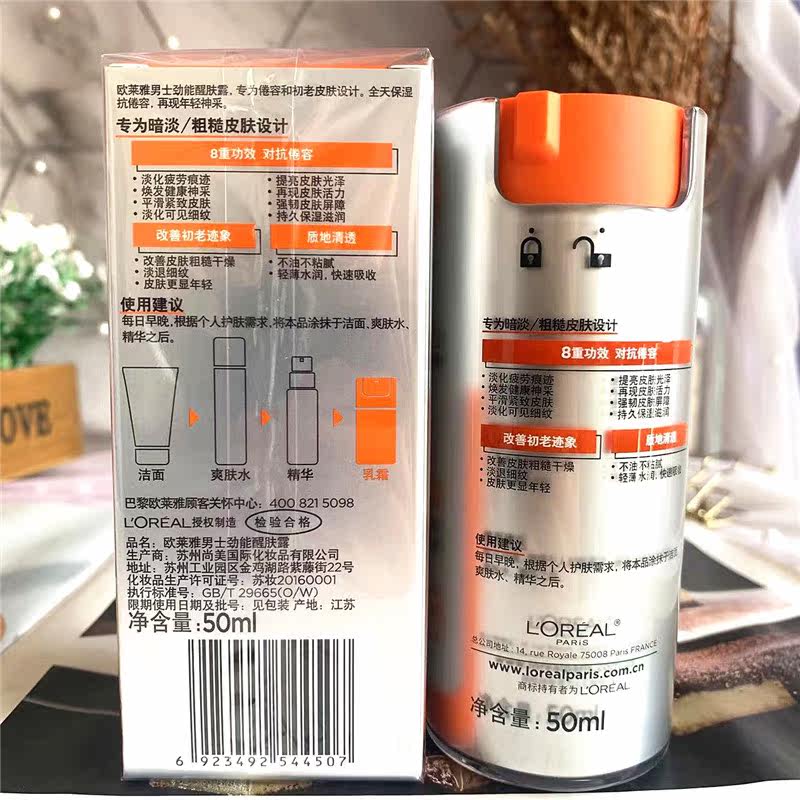 欧莱雅男士劲能醒肤露，专为倦容和初老皮肤设计。全天保湿
抗倦容，再现年轻神采。
专为暗淡/粗糙皮肤设计
8重功效 对抗倦容
• 淡化疲劳痕迹
• 焕发健康神采
• 平滑紧致皮肤
• 淡化可见细纹
• 提亮皮肤光泽
• 再现皮肤活力
• 强韧皮肤屏障
• 持久保湿滋润
改善初老迹象
• 改善皮肤粗糙干燥
• 淡退细纹
• 皮肤更显年轻
质地清透
• 不油不粘腻
• 轻薄水润，快速吸收
使用建议
每日早晚，根据个人护肤需求，将本品涂抹于洁面、爽肤水、
精华之后。
洁面 爽肤水 精华 乳霜
巴黎欧莱雅顾客关怀中心：400 821 5098
L'ORÉAL授权制造 检验合格
品名：欧莱雅男士劲能醒肤露
生产商：苏州尚美国际化妆品有限公司
地址：苏州工业园区金鸡湖路紫藤街22号
化妆品生产许可证号：苏妆20160001
执行标准号：GB/T 29665(O/W)
限期使用日期及批号：见包装 产地：江苏
净含量：50ml
6 923492 544507
专为暗淡/粗糙皮肤设计
8重功效 对抗倦容
• 淡化疲劳痕迹
• 焕发健康神采
• 平滑紧致皮肤
• 淡化可见细纹
• 提亮皮肤光泽
• 再现皮肤活力
• 强韧皮肤屏障
• 持久保湿滋润
改善初老迹象
• 改善皮肤粗糙干燥
• 淡退细纹
• 皮肤更显年轻
质地清透
• 不油不粘腻
• 轻薄水润，快速吸收
使用建议
每日早晚，根据个人护肤需求，将本品涂抹于洁面、
爽肤水、精华之后。
L'ORÉAL®
PARIS
总公司地址：14, rue Royale 75008 Paris FRANCE
www.lorealparis.com.cn
商标持有者为L'ORÉAL
净含量：50ml
OVE